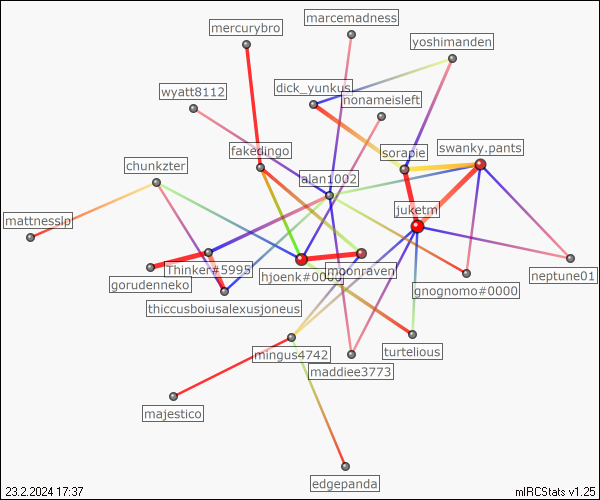 marcemadness
mercurybro
yoshimanden
dick_yunkus
wyatt8112
nonameisleft
swanky.pants
fakedingo
sorapie
chunkzter
alan1002
juketm
mattnesslp
Thinker#5995
hjoenk#0000
moonraven
neptune01
gorudenneko
gnognomo#0000
thiccusboiusalexusjoneus
turtelious
mingus4742
maddiee3773
majestico
edgepanda
23.2.2024 17:37
mIRCStats v1.25